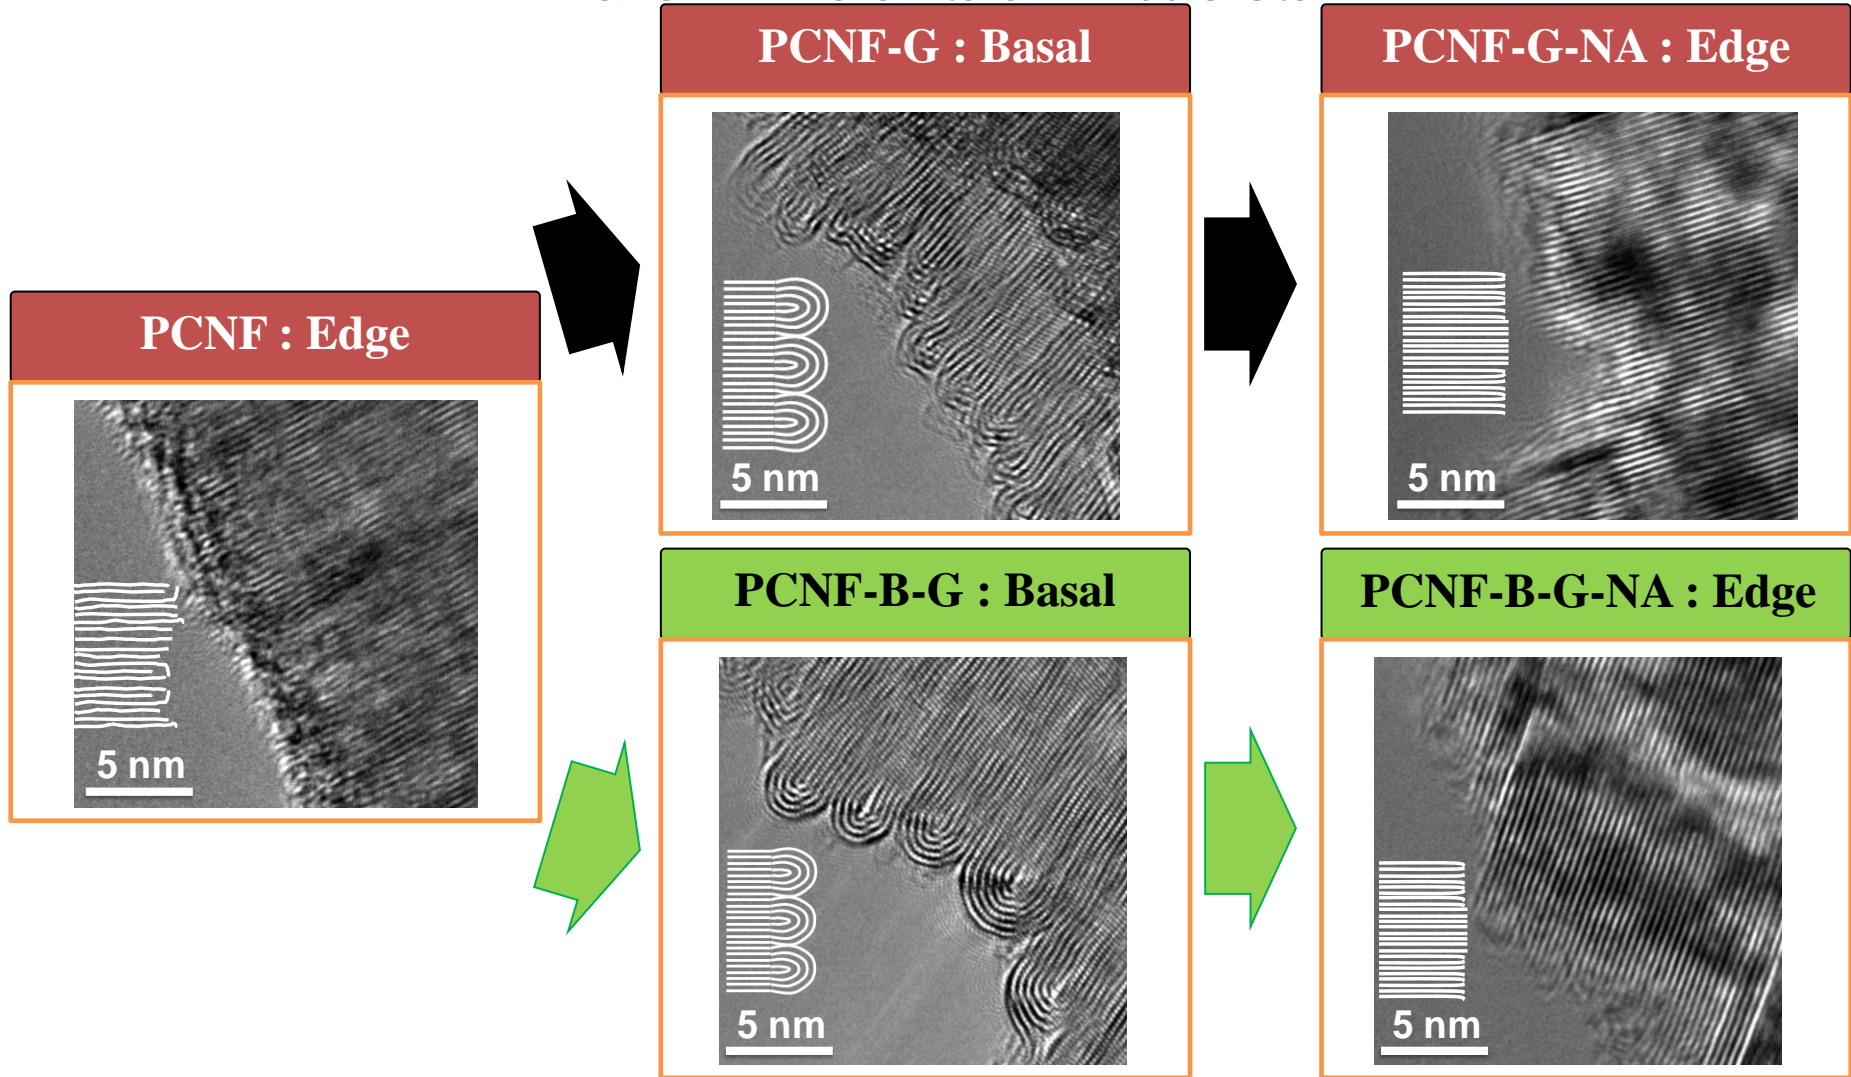 PCNF-G : Basal
PCNF-G-NA : Edge
5 nm
5 nm
PCNF : Edge
5 nm
PCNF-B-G : Basal
PCNF-B-G-NA : Edge
5 nm
5 nm